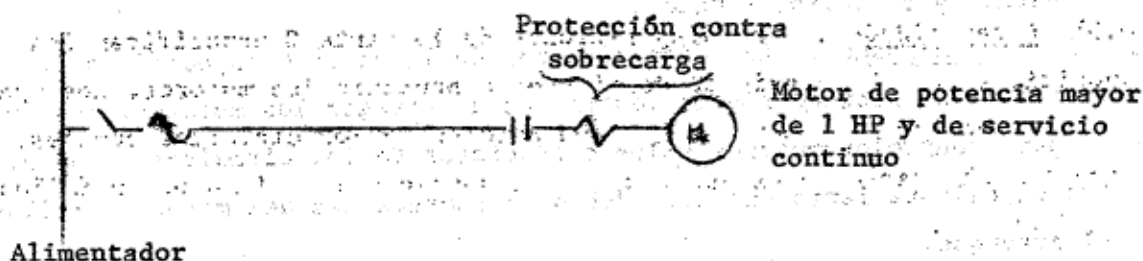 Protección contra
sobrecarga
Motor de potencia mayor
de 1 HP y de servicio
continuo
Alimentador